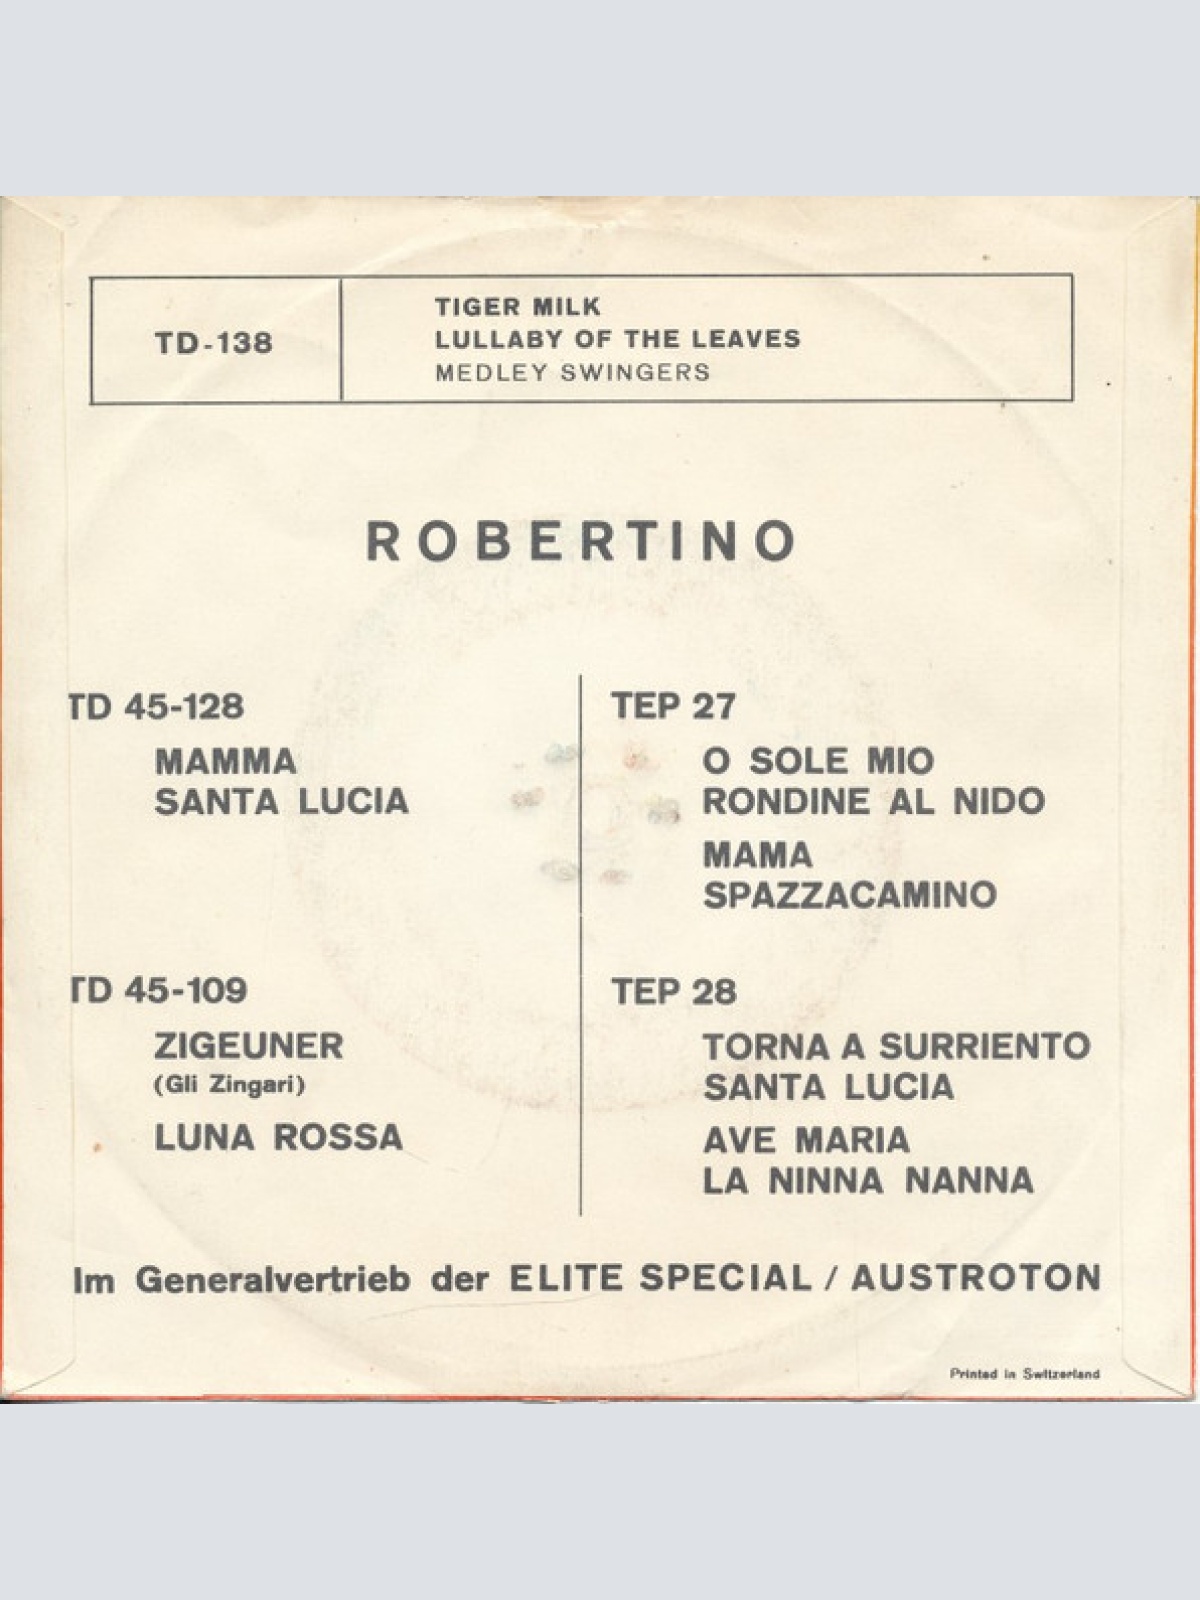 TD-138
TIGER MILK
LULLABY OF THE LEAVES
MEDLEY SWINGERS
ROBERTINO
TD 45-128
MAMMA
SANTA LUCIA
TD 45-109
ZIGEUNER
(Gli Zingari)
LUNA ROSSA
TEP 27
O SOLE MIO
RONDINE AL NIDO
MAMA
SPAZZACAMINO
TEP 28
TORNA A SURRIENTO
SANTA LUCIA
AVE MARIA
LA NINNA NANNA
Im Generalvertrieb der ELITE SPECIAL / AUSTROTON
Printed in Switzerland